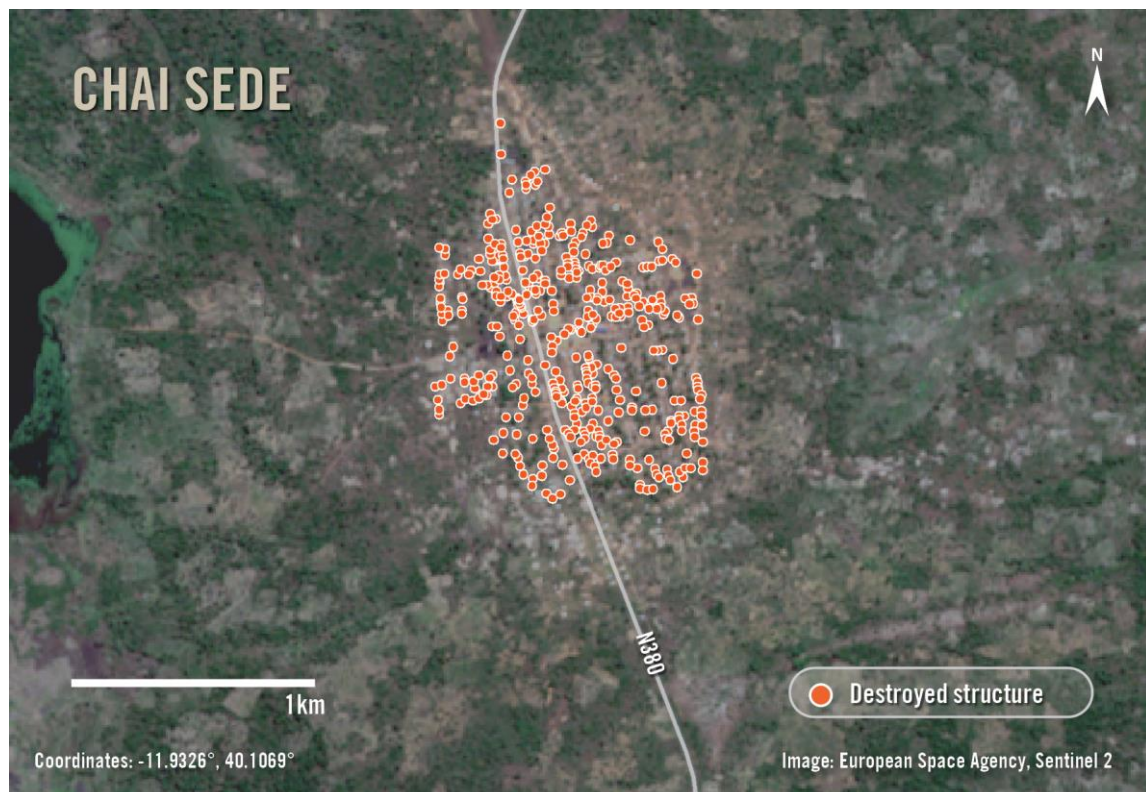 CHAI SEDE
N
N380
1km
Destroyed structure
Coordinates: -11.9326°, 40.1069°
Image: European Space Agency, Sentinel 2